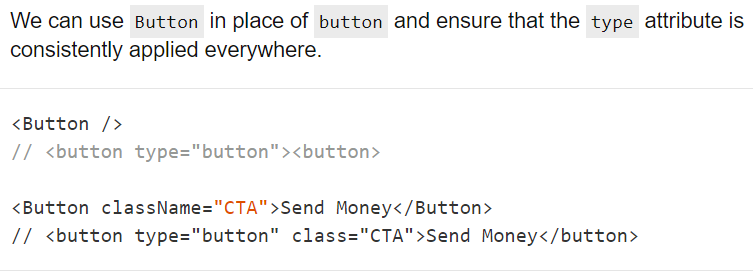 We can use Button in place of button and ensure that the type attribute is
consistently applied everywhere.
<Button />
// <button type="button"><button>
<Button className="CTA">Send Money</Button>
// <button type="button" class="CTA">Send Money</button>